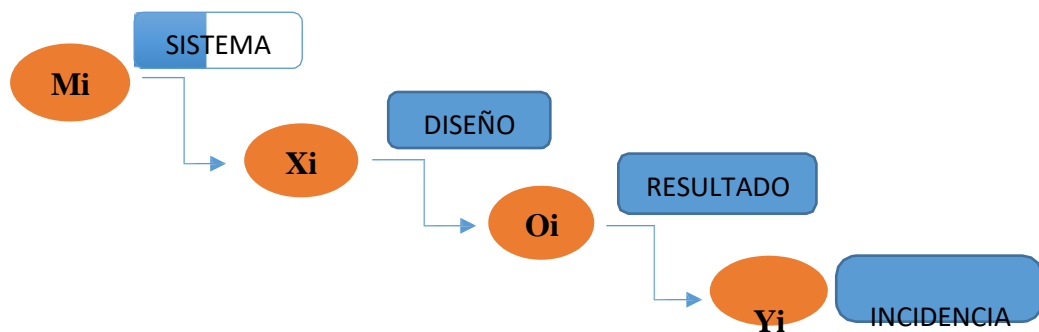 SISTEMA
Mi
DISEÑO
Xi
RESULTADO
Oi
Yi
INCIDENCIA